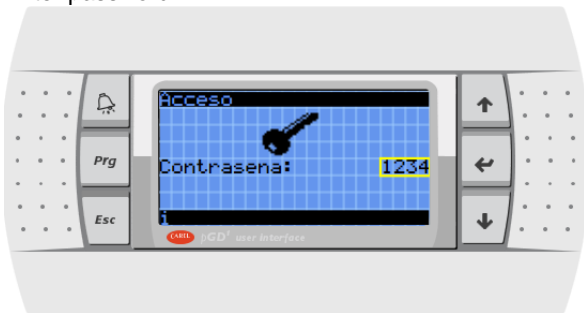 Acceso
Prg
Contrasena: 1234
Esc
CAREL pGD¹ user interface